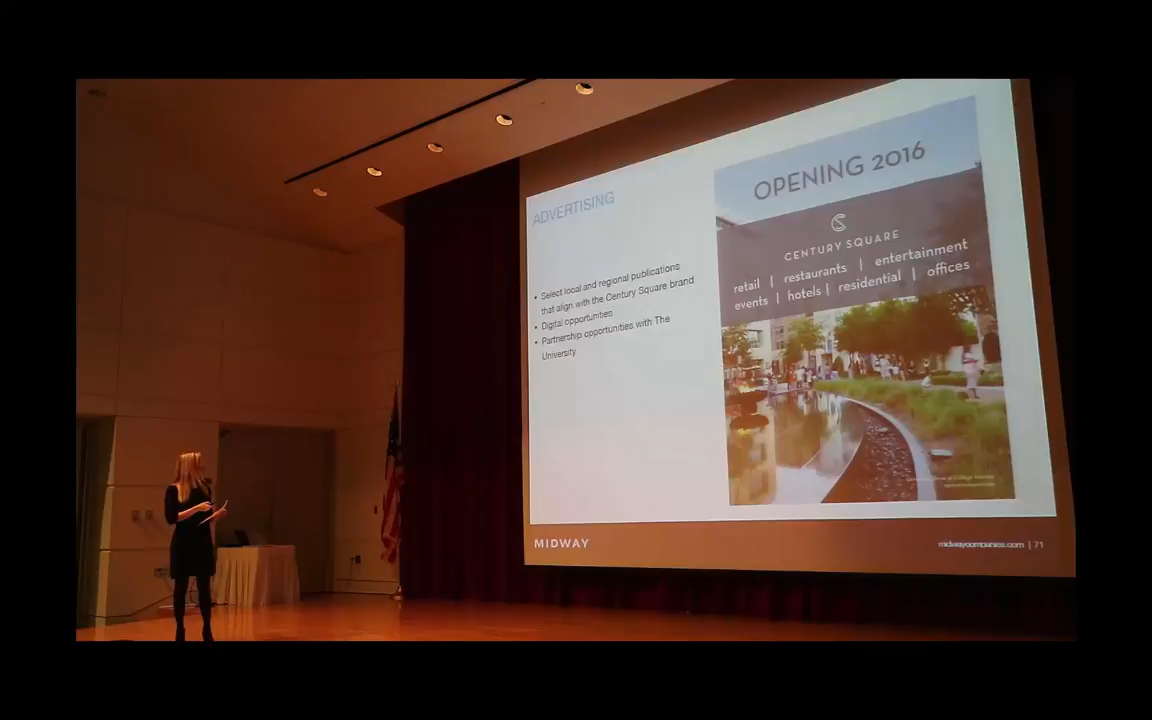 ADVERTISING
• Select local and regional publications
that align with the Century Square brand
• Digital opportunities
• Partnership opportunities with The
University
OPENING 2016
CENTURY SQUARE
retail | restaurants | entertainment
events | hotels | residential | offices
MIDWAY
midwaycompanies.com | 71